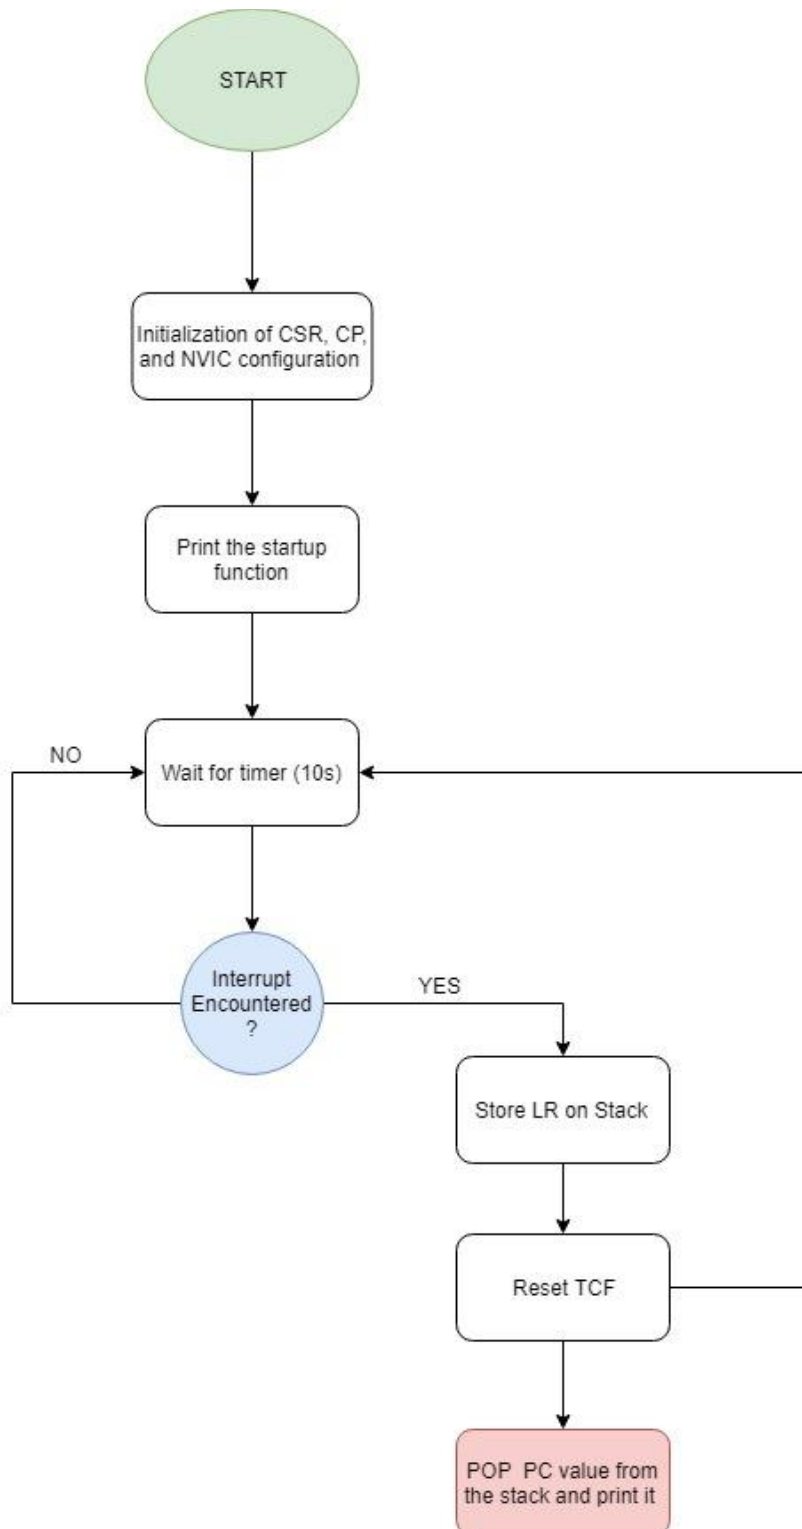 START
Initialization of CSR, CP,
and NVIC configuration
Print the startup
function
NO
Wait for timer (10s)
Interrupt
Encountered
?
YES
Store LR on Stack
Reset TCF
POP PC value from
the stack and print it